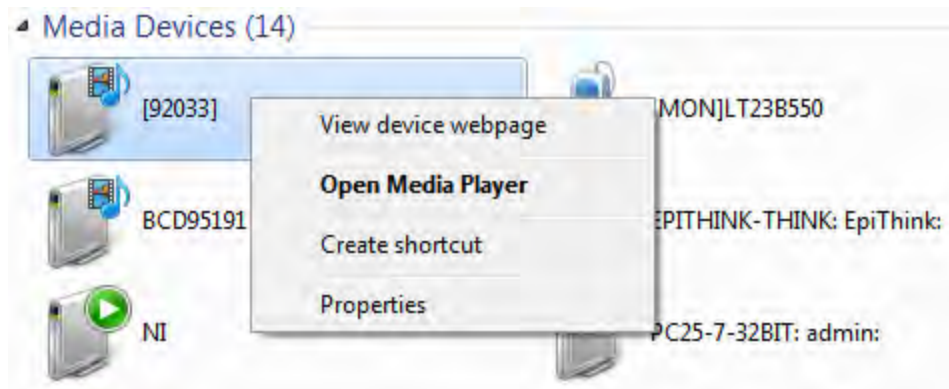 Media Devices (14)
[92033]
MON]LT23B550
View device webpage
Open Media Player
BCD95191
EPITHINK-THINK: EpiThink:
Create shortcut
Properties
NI
PC25-7-32BIT: admin: